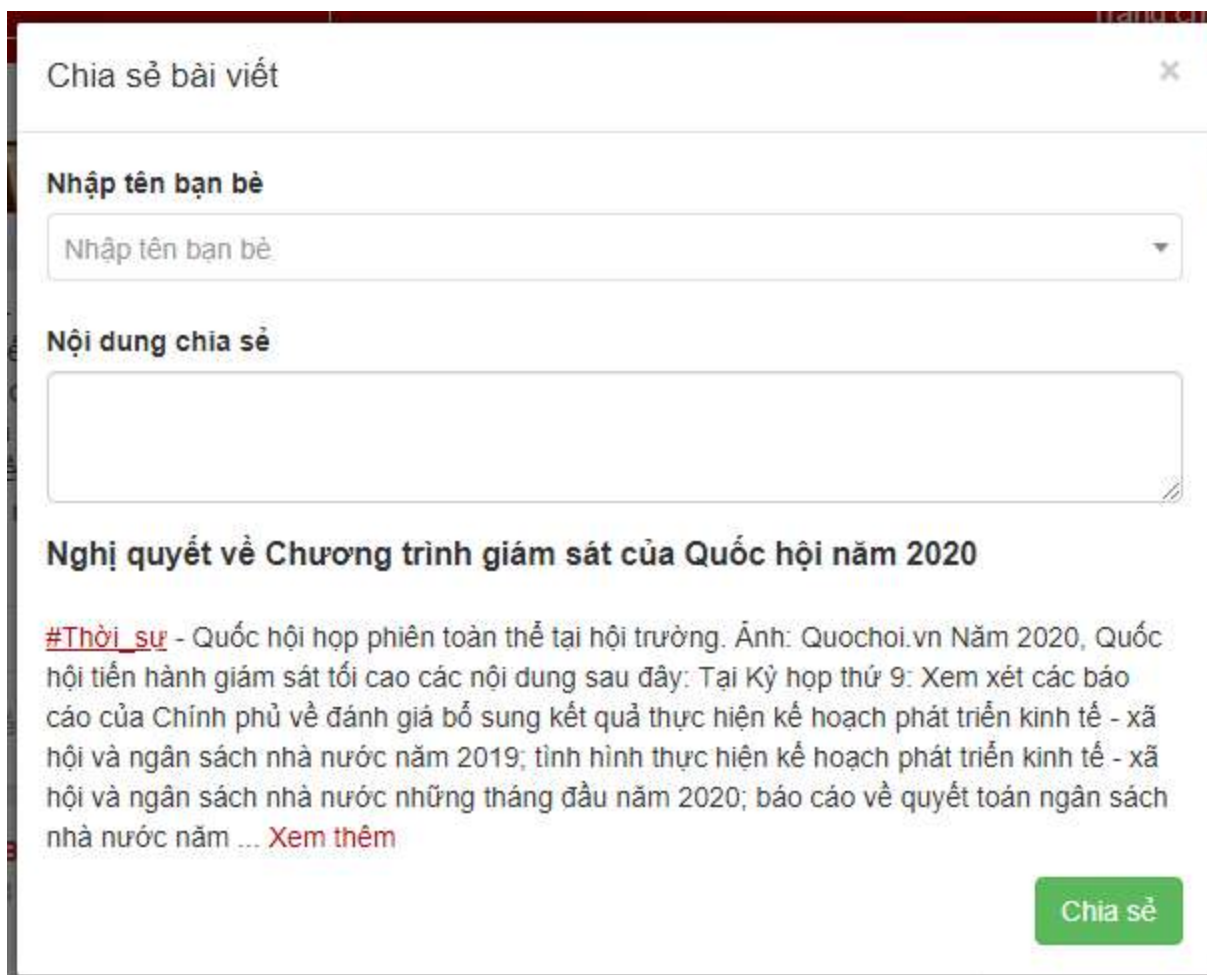 Chia sẻ bài viết
×
Nhập tên bạn bè
Nhập tên bạn bè
Nội dung chia sẻ
Nghị quyết về Chương trình giám sát của Quốc hội năm 2020
#Thời_sự - Quốc hội họp phiên toàn thể tại hội trường. Ảnh: Quochoi.vn Năm 2020, Quốc
hội tiến hành giám sát tối cao các nội dung sau đây: Tại Kỳ họp thứ 9: Xem xét các báo
cáo của Chính phủ về đánh giá bổ sung kết quả thực hiện kế hoạch phát triển kinh tế - xã
hội và ngân sách nhà nước năm 2019; tình hình thực hiện kế hoạch phát triển kinh tế - xã
hội và ngân sách nhà nước những tháng đầu năm 2020; báo cáo về quyết toán ngân sách
nhà nước năm ... Xem thêm
Chia sẻ